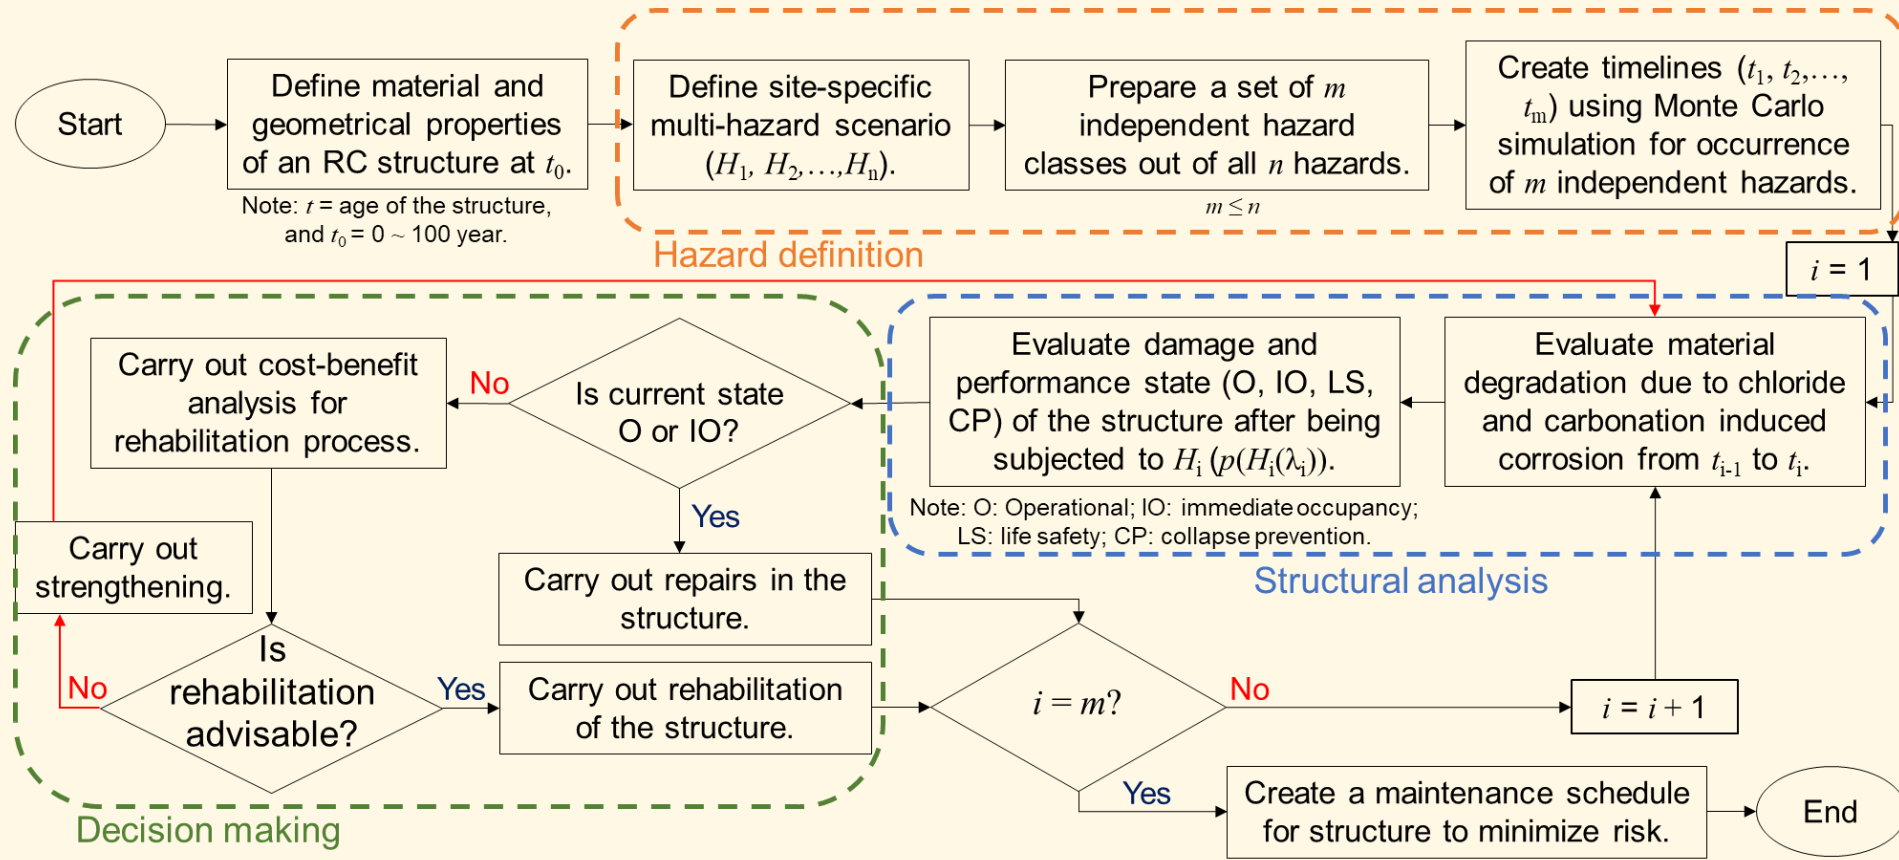 Start
Define material and
geometrical properties
of an RC structure at t₀.
Note: t = age of the structure,
and t₀ = 0 ~ 100 year.
Define site-specific
multi-hazard scenario
(H₁, H₂,…,Hₙ).
Prepare a set of m
independent hazard
classes out of all n hazards.
m ≤ n
Create timelines (t₁, t₂,…,
tₘ) using Monte Carlo
simulation for occurrence
of m independent hazards.
Hazard definition
i = 1
Evaluate material
degradation due to chloride
and carbonation induced
corrosion from tᵢ₋₁ to tᵢ.
Evaluate damage and
performance state (O, IO, LS,
CP) of the structure after being
subjected to Hᵢ (p(Hᵢ(λᵢ)).
Note: O: Operational; IO: immediate occupancy;
LS: life safety; CP: collapse prevention.
Structural analysis
Is current state
O or IO?
No
Yes
Carry out cost-benefit
analysis for
rehabilitation process.
Carry out
strengthening.
Is
rehabilitation
advisable?
No
Yes
Carry out repairs in the
structure.
Carry out rehabilitation
of the structure.
Decision making
i = m?
No
i = i + 1
Yes
Create a maintenance schedule
for structure to minimize risk.
End